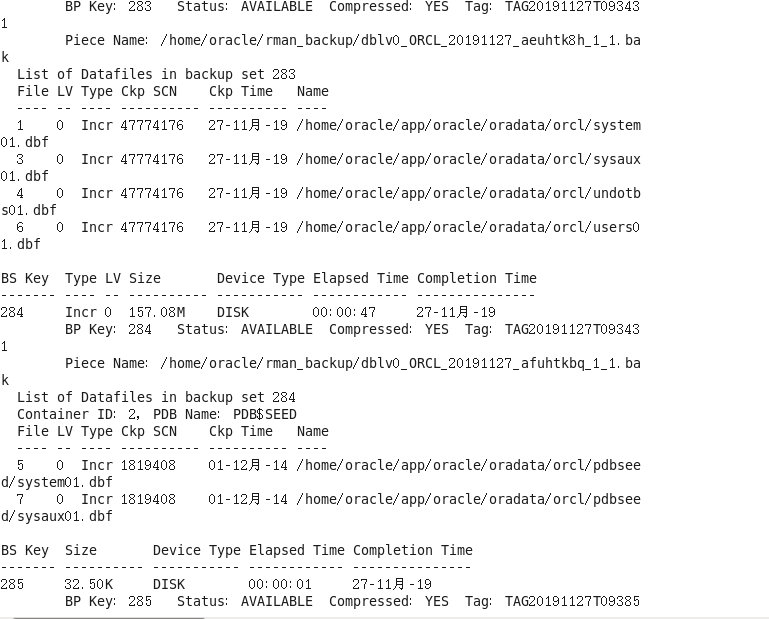 BP Key: 283   Status: AVAILABLE  Compressed: YES  Tag: TAG20191127T09343
1
Piece Name: /home/oracle/rman_backup/dblv0_ORCL_20191127_aeuhtk8h_1_1.ba
k
List of Datafiles in backup set 283
File LV Type Ckp SCN    Ckp Time   Name
---- -- ---- ---------- ---------- ----
1    0  Incr 47774176   27-11月-19 /home/oracle/app/oracle/oradata/orcl/system
01.dbf
3    0  Incr 47774176   27-11月-19 /home/oracle/app/oracle/oradata/orcl/sysaux
01.dbf
4    0  Incr 47774176   27-11月-19 /home/oracle/app/oracle/oradata/orcl/undotb
s01.dbf
6    0  Incr 47774176   27-11月-19 /home/oracle/app/oracle/oradata/orcl/users0
1.dbf
BS Key  Type LV Size       Device Type Elapsed Time Completion Time
------- ---- -- ---------- ----------- ------------ ---------------
284     Incr 0  157.08M    DISK        00:00:47     27-11月-19
BP Key: 284   Status: AVAILABLE  Compressed: YES  Tag: TAG20191127T09343
1
Piece Name: /home/oracle/rman_backup/dblv0_ORCL_20191127_afuhtkbq_1_1.ba
k
List of Datafiles in backup set 284
Container ID: 2, PDB Name: PDB$SEED
File LV Type Ckp SCN    Ckp Time   Name
---- -- ---- ---------- ---------- ----
5    0  Incr 1819408    01-12月-14 /home/oracle/app/oracle/oradata/orcl/pdbsee
d/system01.dbf
7    0  Incr 1819408    01-12月-14 /home/oracle/app/oracle/oradata/orcl/pdbsee
d/sysaux01.dbf
BS Key  Size       Device Type Elapsed Time Completion Time
------- ---------- ----------- ------------ ---------------
285     32.50K     DISK        00:00:01     27-11月-19
BP Key: 285   Status: AVAILABLE  Compressed: YES  Tag: TAG20191127T09385